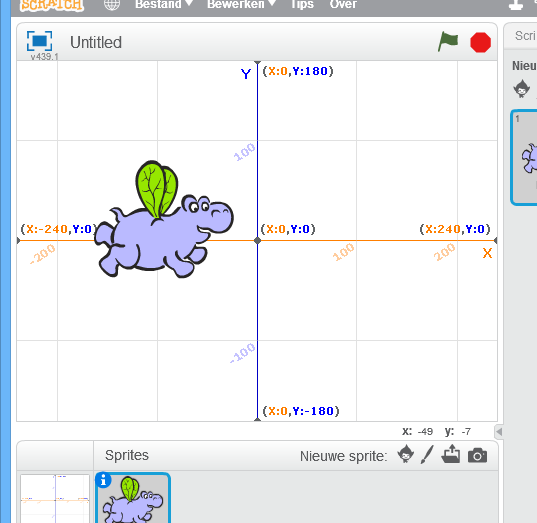 SCRATCH Bestand Bewerken Tips Over
Untitled
v439.1
Scri
Nieuw
1
Y (X:0,Y:180)
100
(X:-240,Y:0) (X:0,Y:0) (X:240,Y:0)
-200 100 200 X
-100
(X:0,Y:-180)
x: -49 y: -7
Sprites Nieuwe sprite: